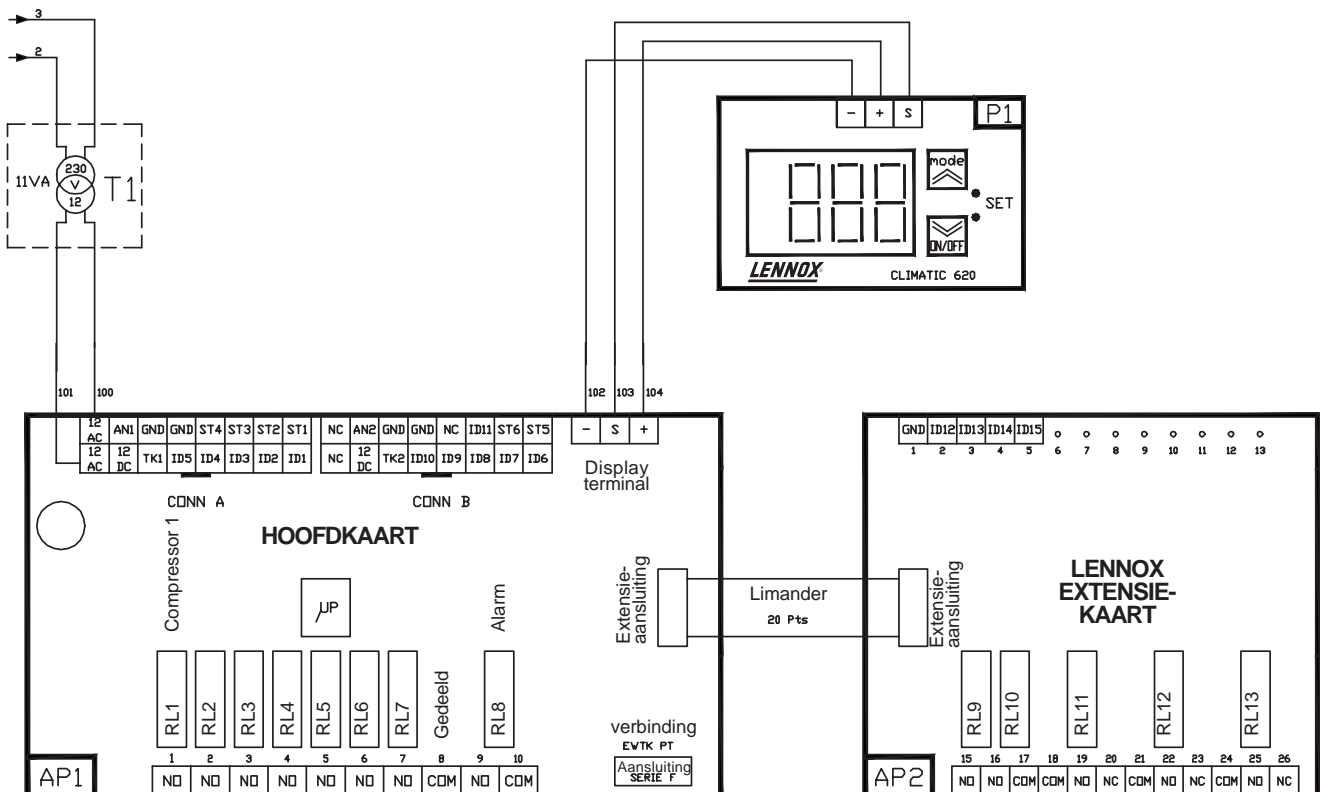 3
2
11VA
230
V
12
T1
101
100
102
103
104
-
+
S
P1
mode
SET
ON/OFF
LENNOX
CLIMATIC 620
12 AC
AN1
GND
GND
ST4
ST3
ST2
ST1
12 AC
12 DC
TK1
ID5
ID4
ID3
ID2
ID1
CONN A
NC
AN2
GND
GND
NC
ID11
ST6
ST5
NC
12 DC
TK2
ID10
ID9
ID8
ID7
ID6
CONN B
-
S
+
Display
terminal
HOOFDKAART
Compressor 1
µP
Alarm
Gedeeld
RL1
RL2
RL3
RL4
RL5
RL6
RL7
RL8
1 2 3 4 5 6 7 8 9 10
NO NO NO NO NO NO NO COM NO COM
AP1
Extensie-
aansluiting
verbinding
EWTK PT
Aansluiting
SERIE F
Limander
20 Pts
GND ID12 ID13 ID14 ID15
1 2 3 4 5 6 7 8 9 10 11 12 13
Extensie-
aansluiting
LENNOX
EXTENSIE-
KAART
RL9
RL10
RL11
RL12
RL13
15 16 17 18 19 20 21 22 23 24 25 26
NO NO COM COM NO NC COM NO NC COM NO NC
AP2